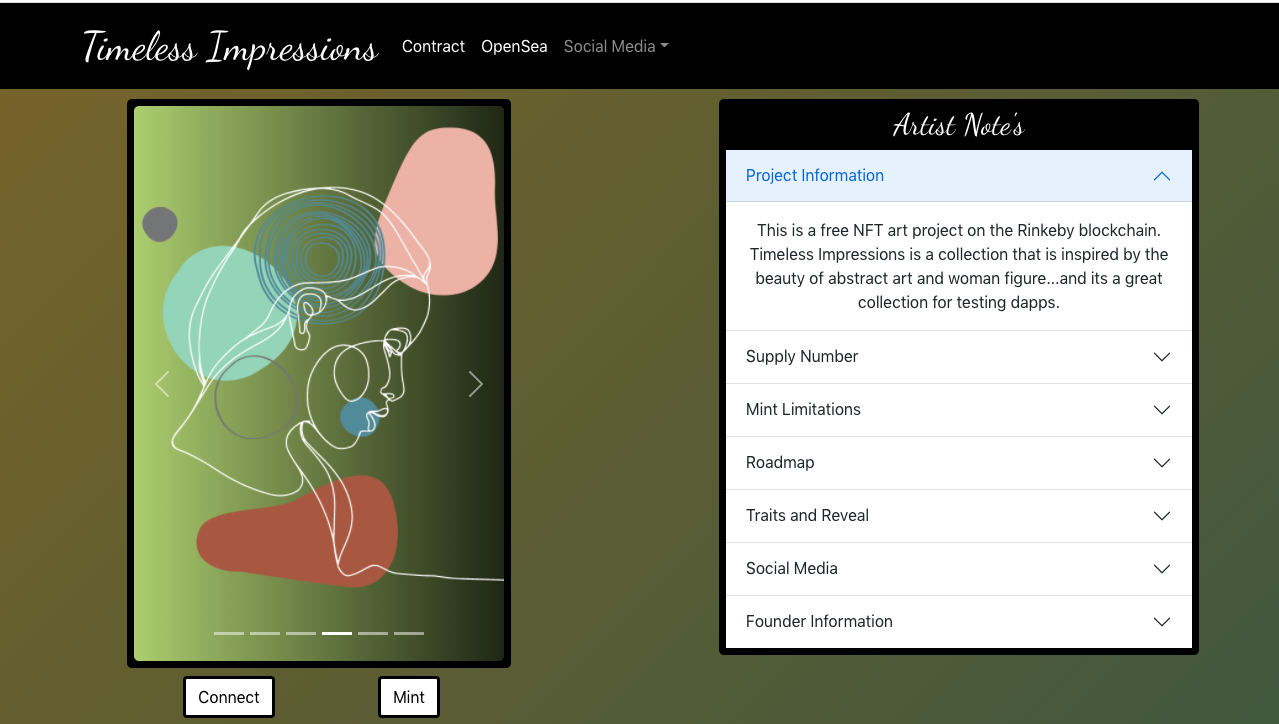 Timeless Impressions Contract OpenSea Social Media
Artist Note's
Project Information
This is a free NFT art project on the Rinkeby blockchain.
Timeless Impressions is a collection that is inspired by the
beauty of abstract art and woman figure...and its a great
collection for testing dapps.
Supply Number
Mint Limitations
Roadmap
Traits and Reveal
Social Media
Founder Information
Connect Mint